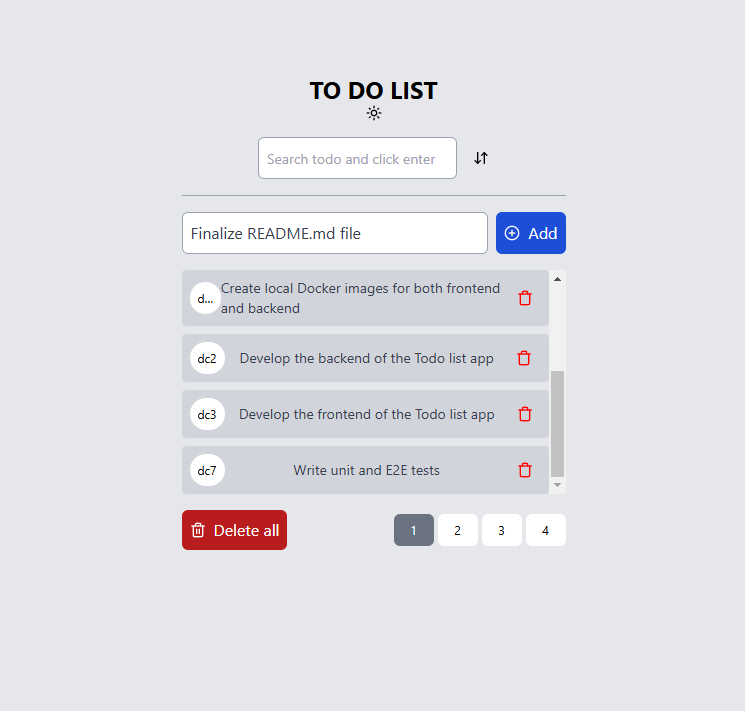 TO DO LIST
Search todo and click enter
Finalize README.md file
Add
d...
Create local Docker images for both frontend
and backend
dc2
Develop the backend of the Todo list app
dc3
Develop the frontend of the Todo list app
dc7
Write unit and E2E tests
Delete all
1
2
3
4